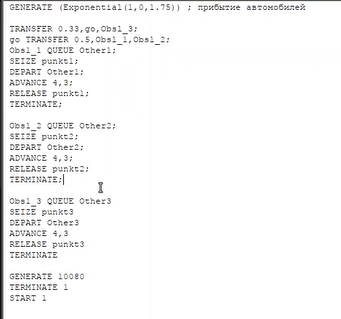 GENERATE (Exponential(1,0,1.75)) ; прибытие автомобилей
TRANSFER 0.33,go,Obsl_3;
go TRANSFER 0.5,Obsl_1,Obsl_2;
Obsl_1 QUEUE Other1;
SEIZE punkt1;
DEPART Other1;
ADVANCE 4,3;
RELEASE punkt1;
TERMINATE;
Obsl_2 QUEUE Other2;
SEIZE punkt2;
DEPART Other2;
ADVANCE 4,3;
RELEASE punkt2;
TERMINATE;
Obsl_3 QUEUE Other3
SEIZE punkt3
DEPART Other3
ADVANCE 4,3
RELEASE punkt3
TERMINATE
GENERATE 10080
TERMINATE 1
START 1